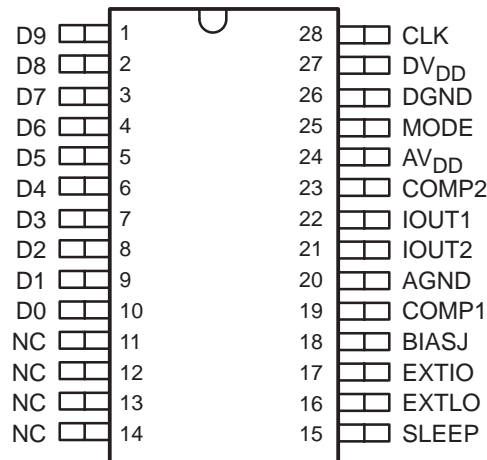 D9 1 28 CLK
D8 2 27 DVDD
D7 3 26 DGND
D6 4 25 MODE
D5 5 24 AVDD
D4 6 23 COMP2
D3 7 22 IOUT1
D2 8 21 IOUT2
D1 9 20 AGND
D0 10 19 COMP1
NC 11 18 BIASJ
NC 12 17 EXTIO
NC 13 16 EXTLO
NC 14 15 SLEEP